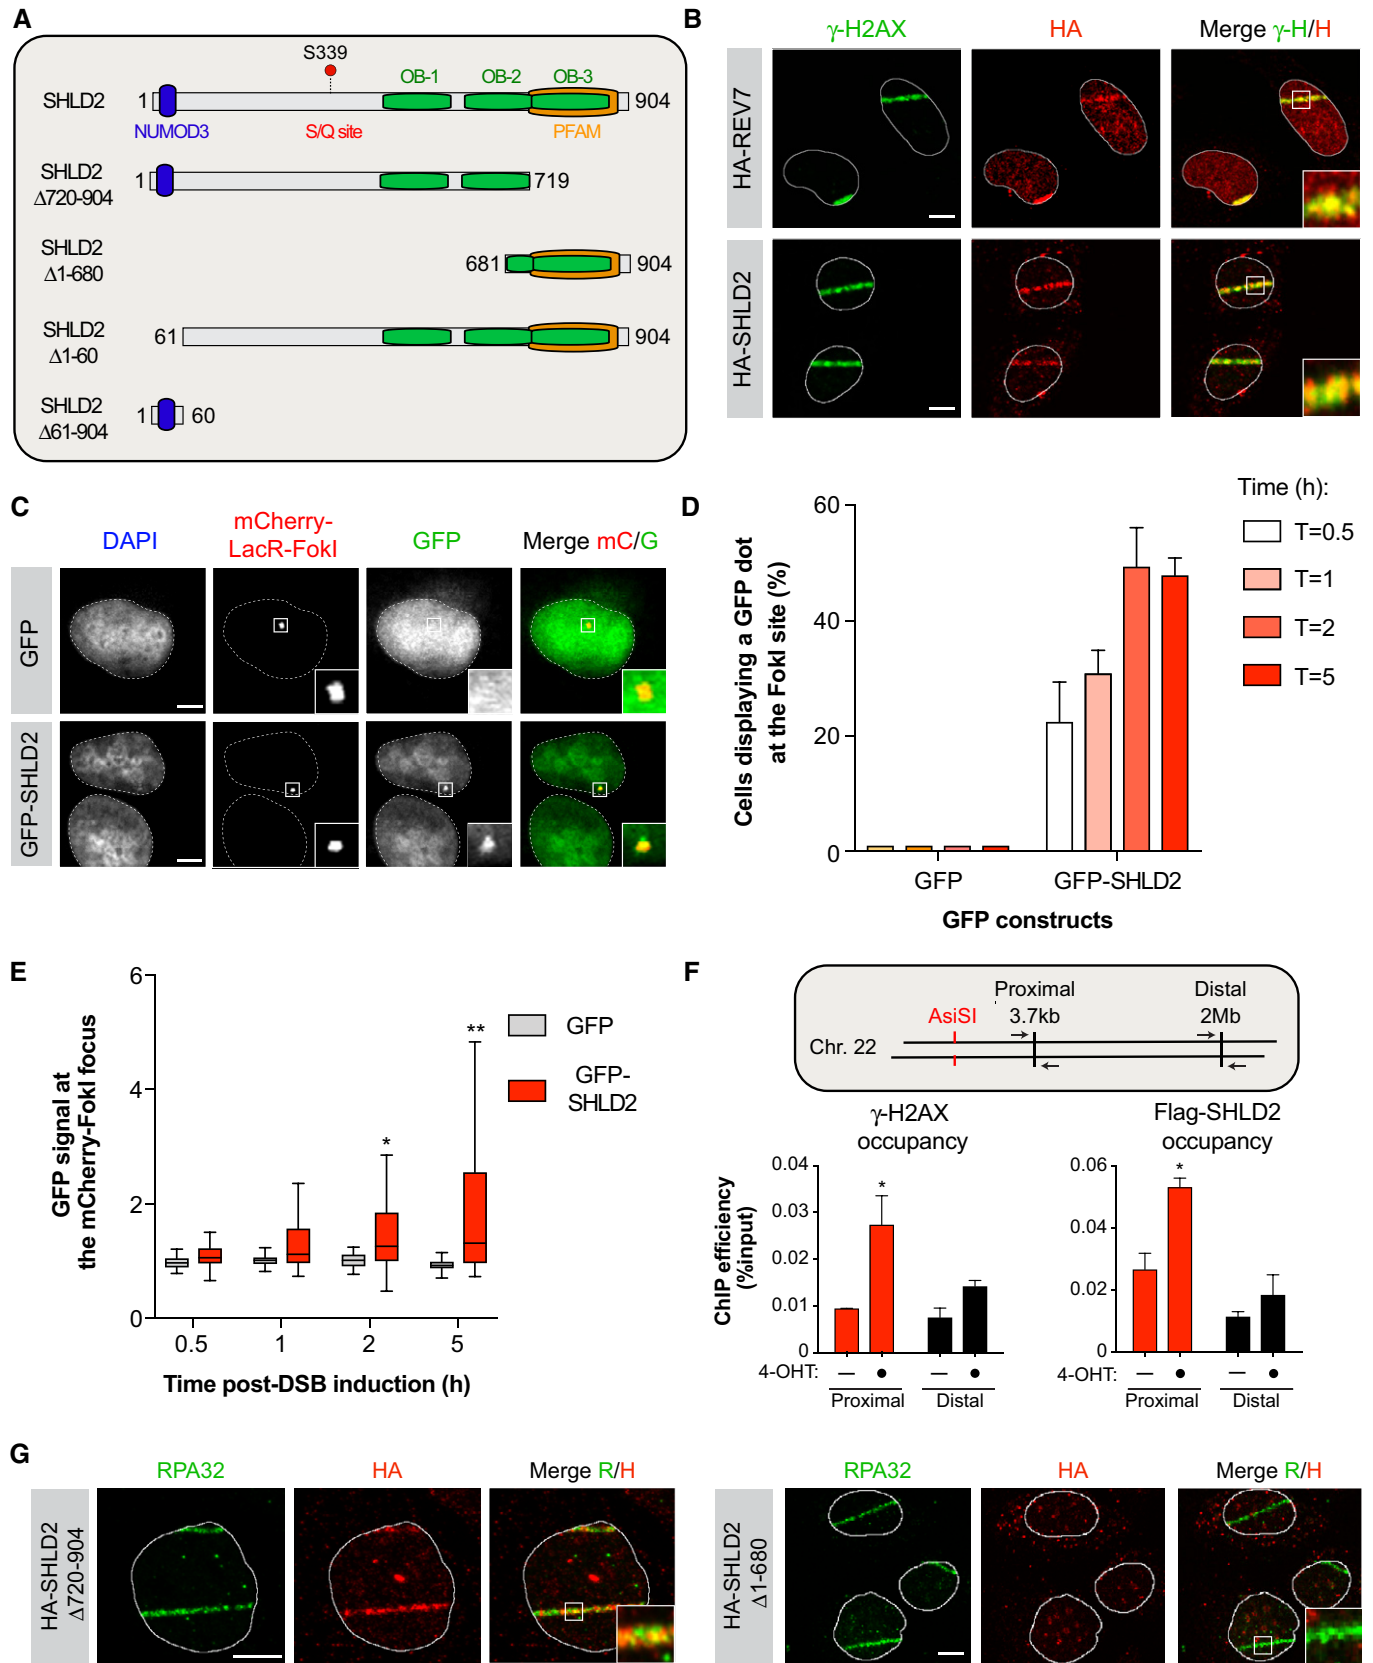 A
S339
OB-1 OB-2 OB-3
SHLD2 1 904
NUMOD3 S/Q site PFAM
SHLD2
Δ720-904
1 719
SHLD2
Δ1-680
681 904
SHLD2
Δ1-60
61 904
SHLD2
Δ61-904
1 60
B
γ-H2AX HA Merge γ-H/H
HA-REV7
HA-SHLD2
C
DAPI
mCherry-
LacR-FokI
GFP
Merge mC/G
GFP
GFP-SHLD2
D
Cells displaying a GFP dot
at the FokI site (%)
60
40
20
0
GFP GFP-SHLD2
GFP constructs
Time (h):
T=0.5
T=1
T=2
T=5
E
GFP signal at
the mCherry-FokI focus
6
4
2
0
* **
0.5 1 2 5
Time post-DSB induction (h)
GFP
GFP-
SHLD2
F
Proximal Distal
AsiSI 3.7kb 2Mb
Chr. 22
γ-H2AX
occupancy
ChIP efficiency
(%input)
0.04
0.03
0.02
0.01
0
*
4-OHT: — ● — ●
Proximal Distal
Flag-SHLD2
occupancy
0.06
0.04
0.02
0
*
4-OHT: — ● — ●
Proximal Distal
G
RPA32 HA Merge R/H
HA-SHLD2
Δ720-904
RPA32 HA Merge R/H
HA-SHLD2
Δ1-680